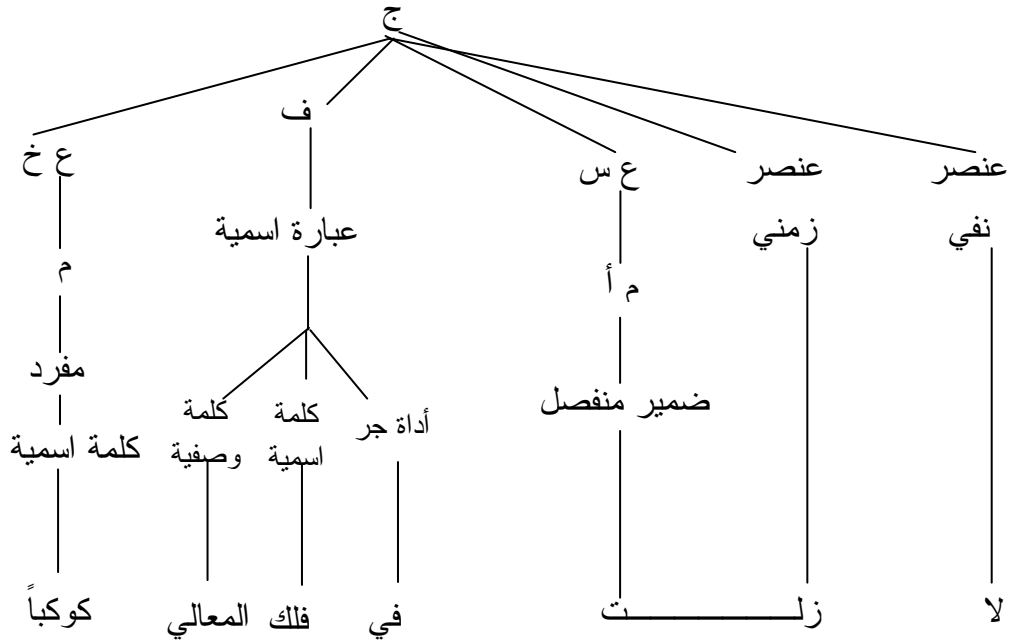 ج
ف
عنصر عنصر ع س ع خ
نفي زمني عبارة اسمية
م أ م
ضمير منفصل مفرد
أداة جر كلمة كلمة
اسمية وصفية كلمة اسمية
لا زلـــــــــت في فلك المعالي كوكباً